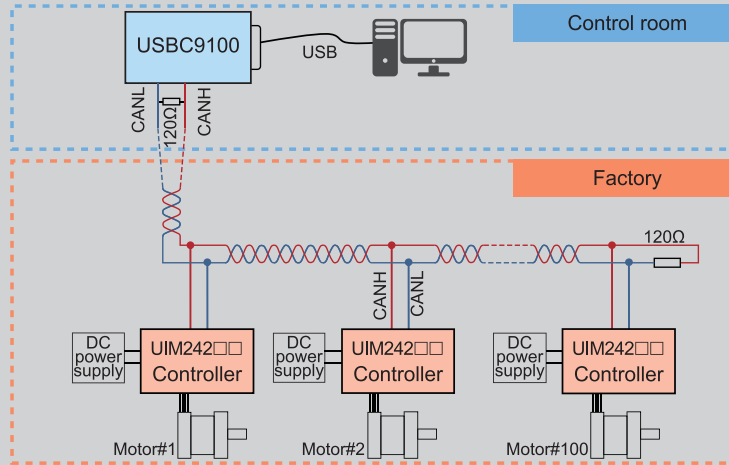 Control room
USBC9100
USB
CANL
120Ω
CANH
Factory
120Ω
CANH
CANL
DC
power
supply
UIM242□□
Controller
DC
power
supply
UIM242□□
Controller
DC
power
supply
UIM242□□
Controller
Motor#1
Motor#2
Motor#100